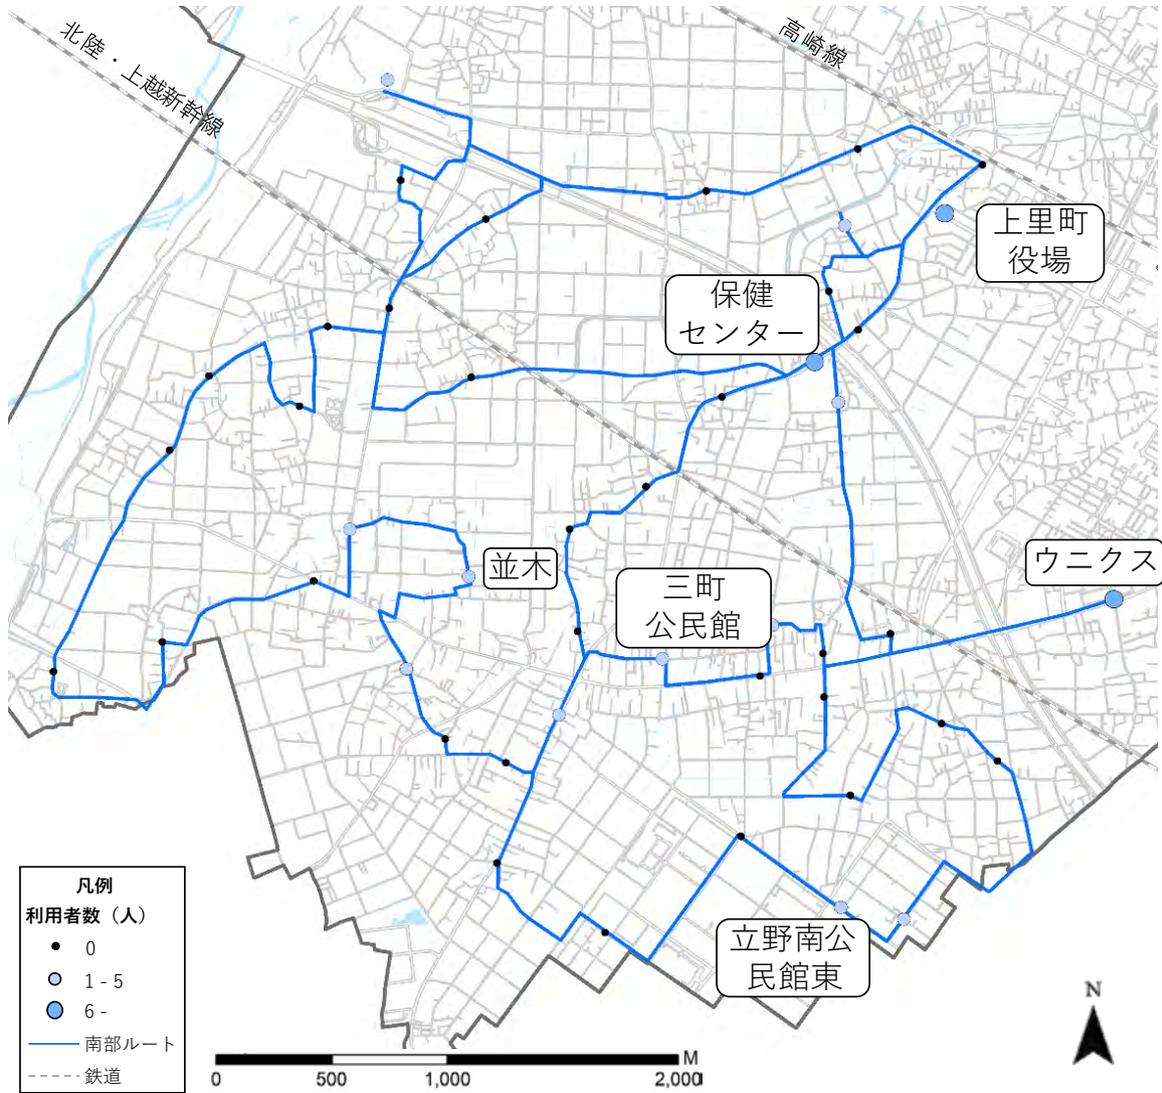 北陸・上越新幹線
高崎線
上里町
役場
保健
センター
ウニクス
並木
三町
公民館
立野南公
民館東
凡例
利用者数（人）
0
1 - 5
6 -
南部ルート
鉄道
N
M
0
500
1,000
2,000